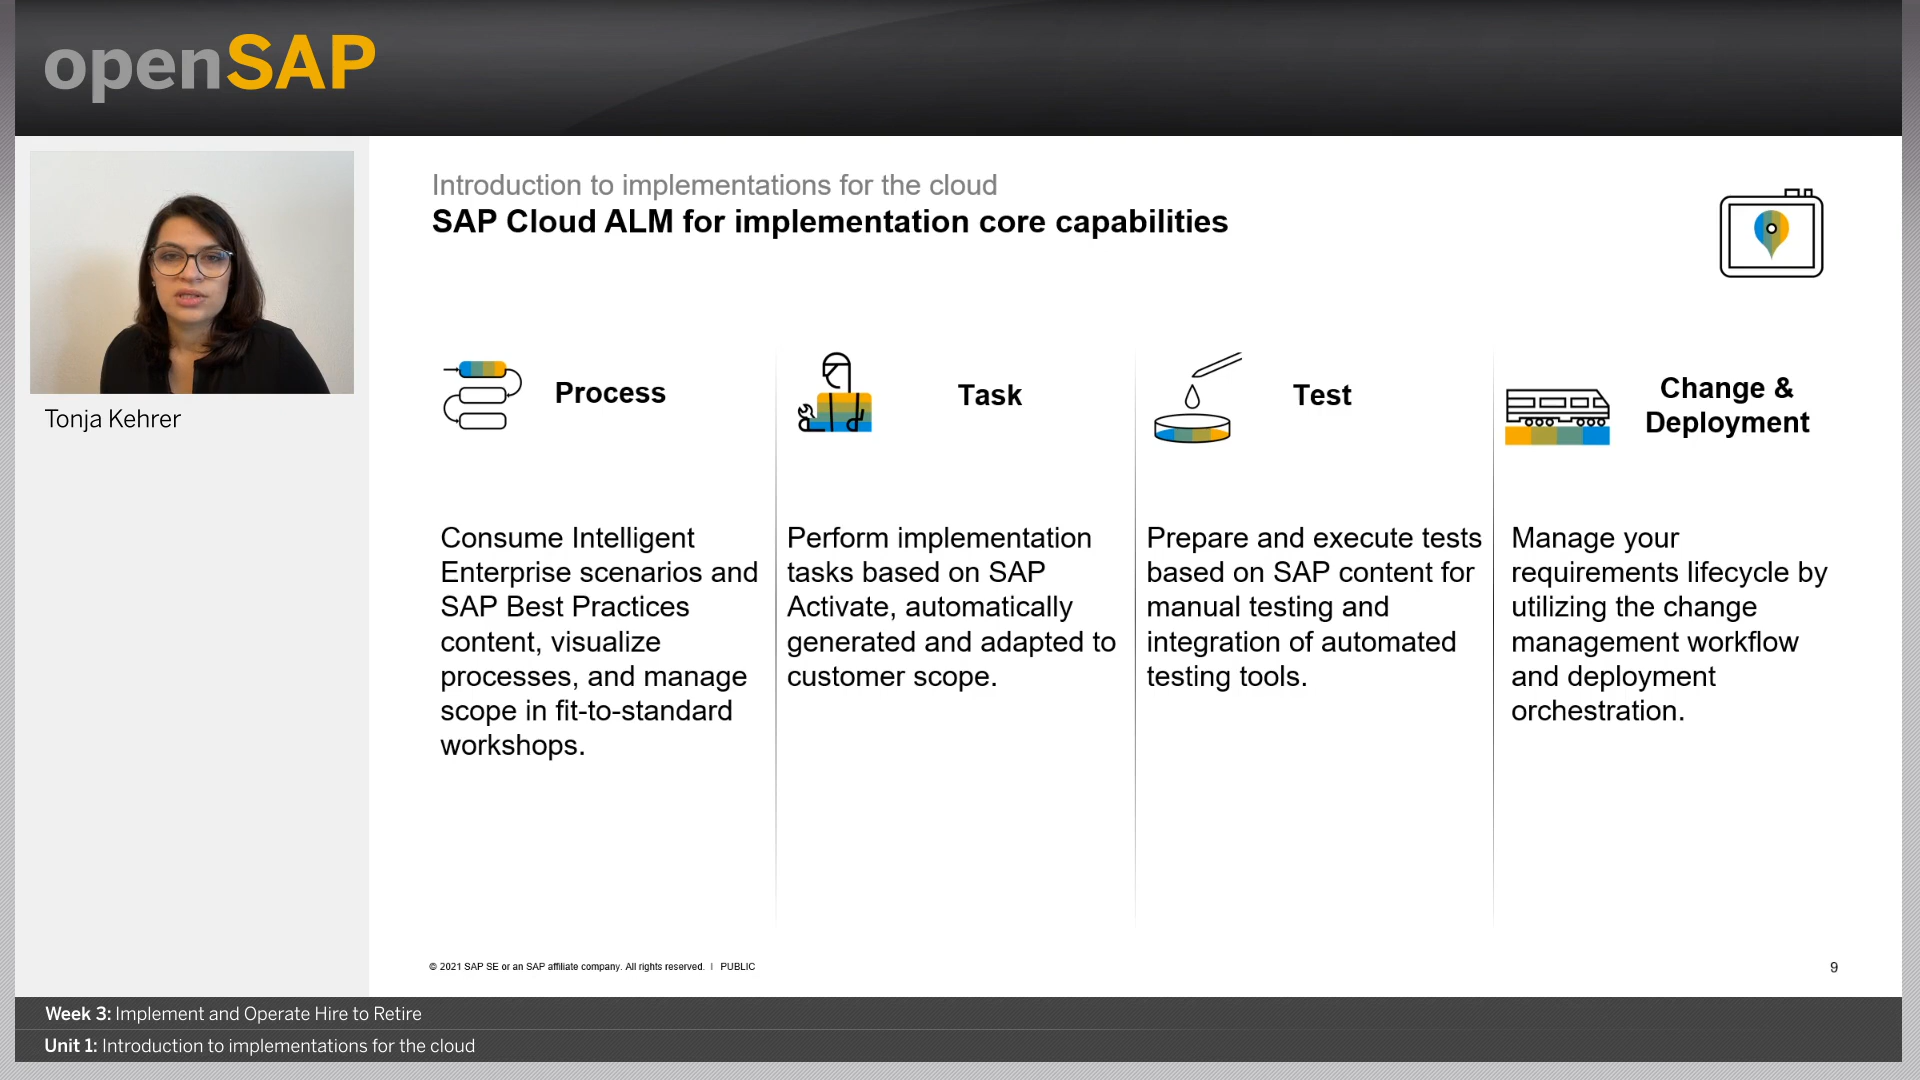 openSAP
Tonja Kehrer
Introduction to implementations for the cloud
SAP Cloud ALM for implementation core capabilities
Process
Consume Intelligent
Enterprise scenarios and
SAP Best Practices
content, visualize
processes, and manage
scope in fit-to-standard
workshops.
Task
Perform implementation
tasks based on SAP
Activate, automatically
generated and adapted to
customer scope.
Test
Prepare and execute tests
based on SAP content for
manual testing and
integration of automated
testing tools.
Change &
Deployment
Manage your
requirements lifecycle by
utilizing the change
management workflow
and deployment
orchestration.
© 2021 SAP SE or an SAP affiliate company. All rights reserved. | PUBLIC
9
Week 3: Implement and Operate Hire to Retire
Unit 1: Introduction to implementations for the cloud